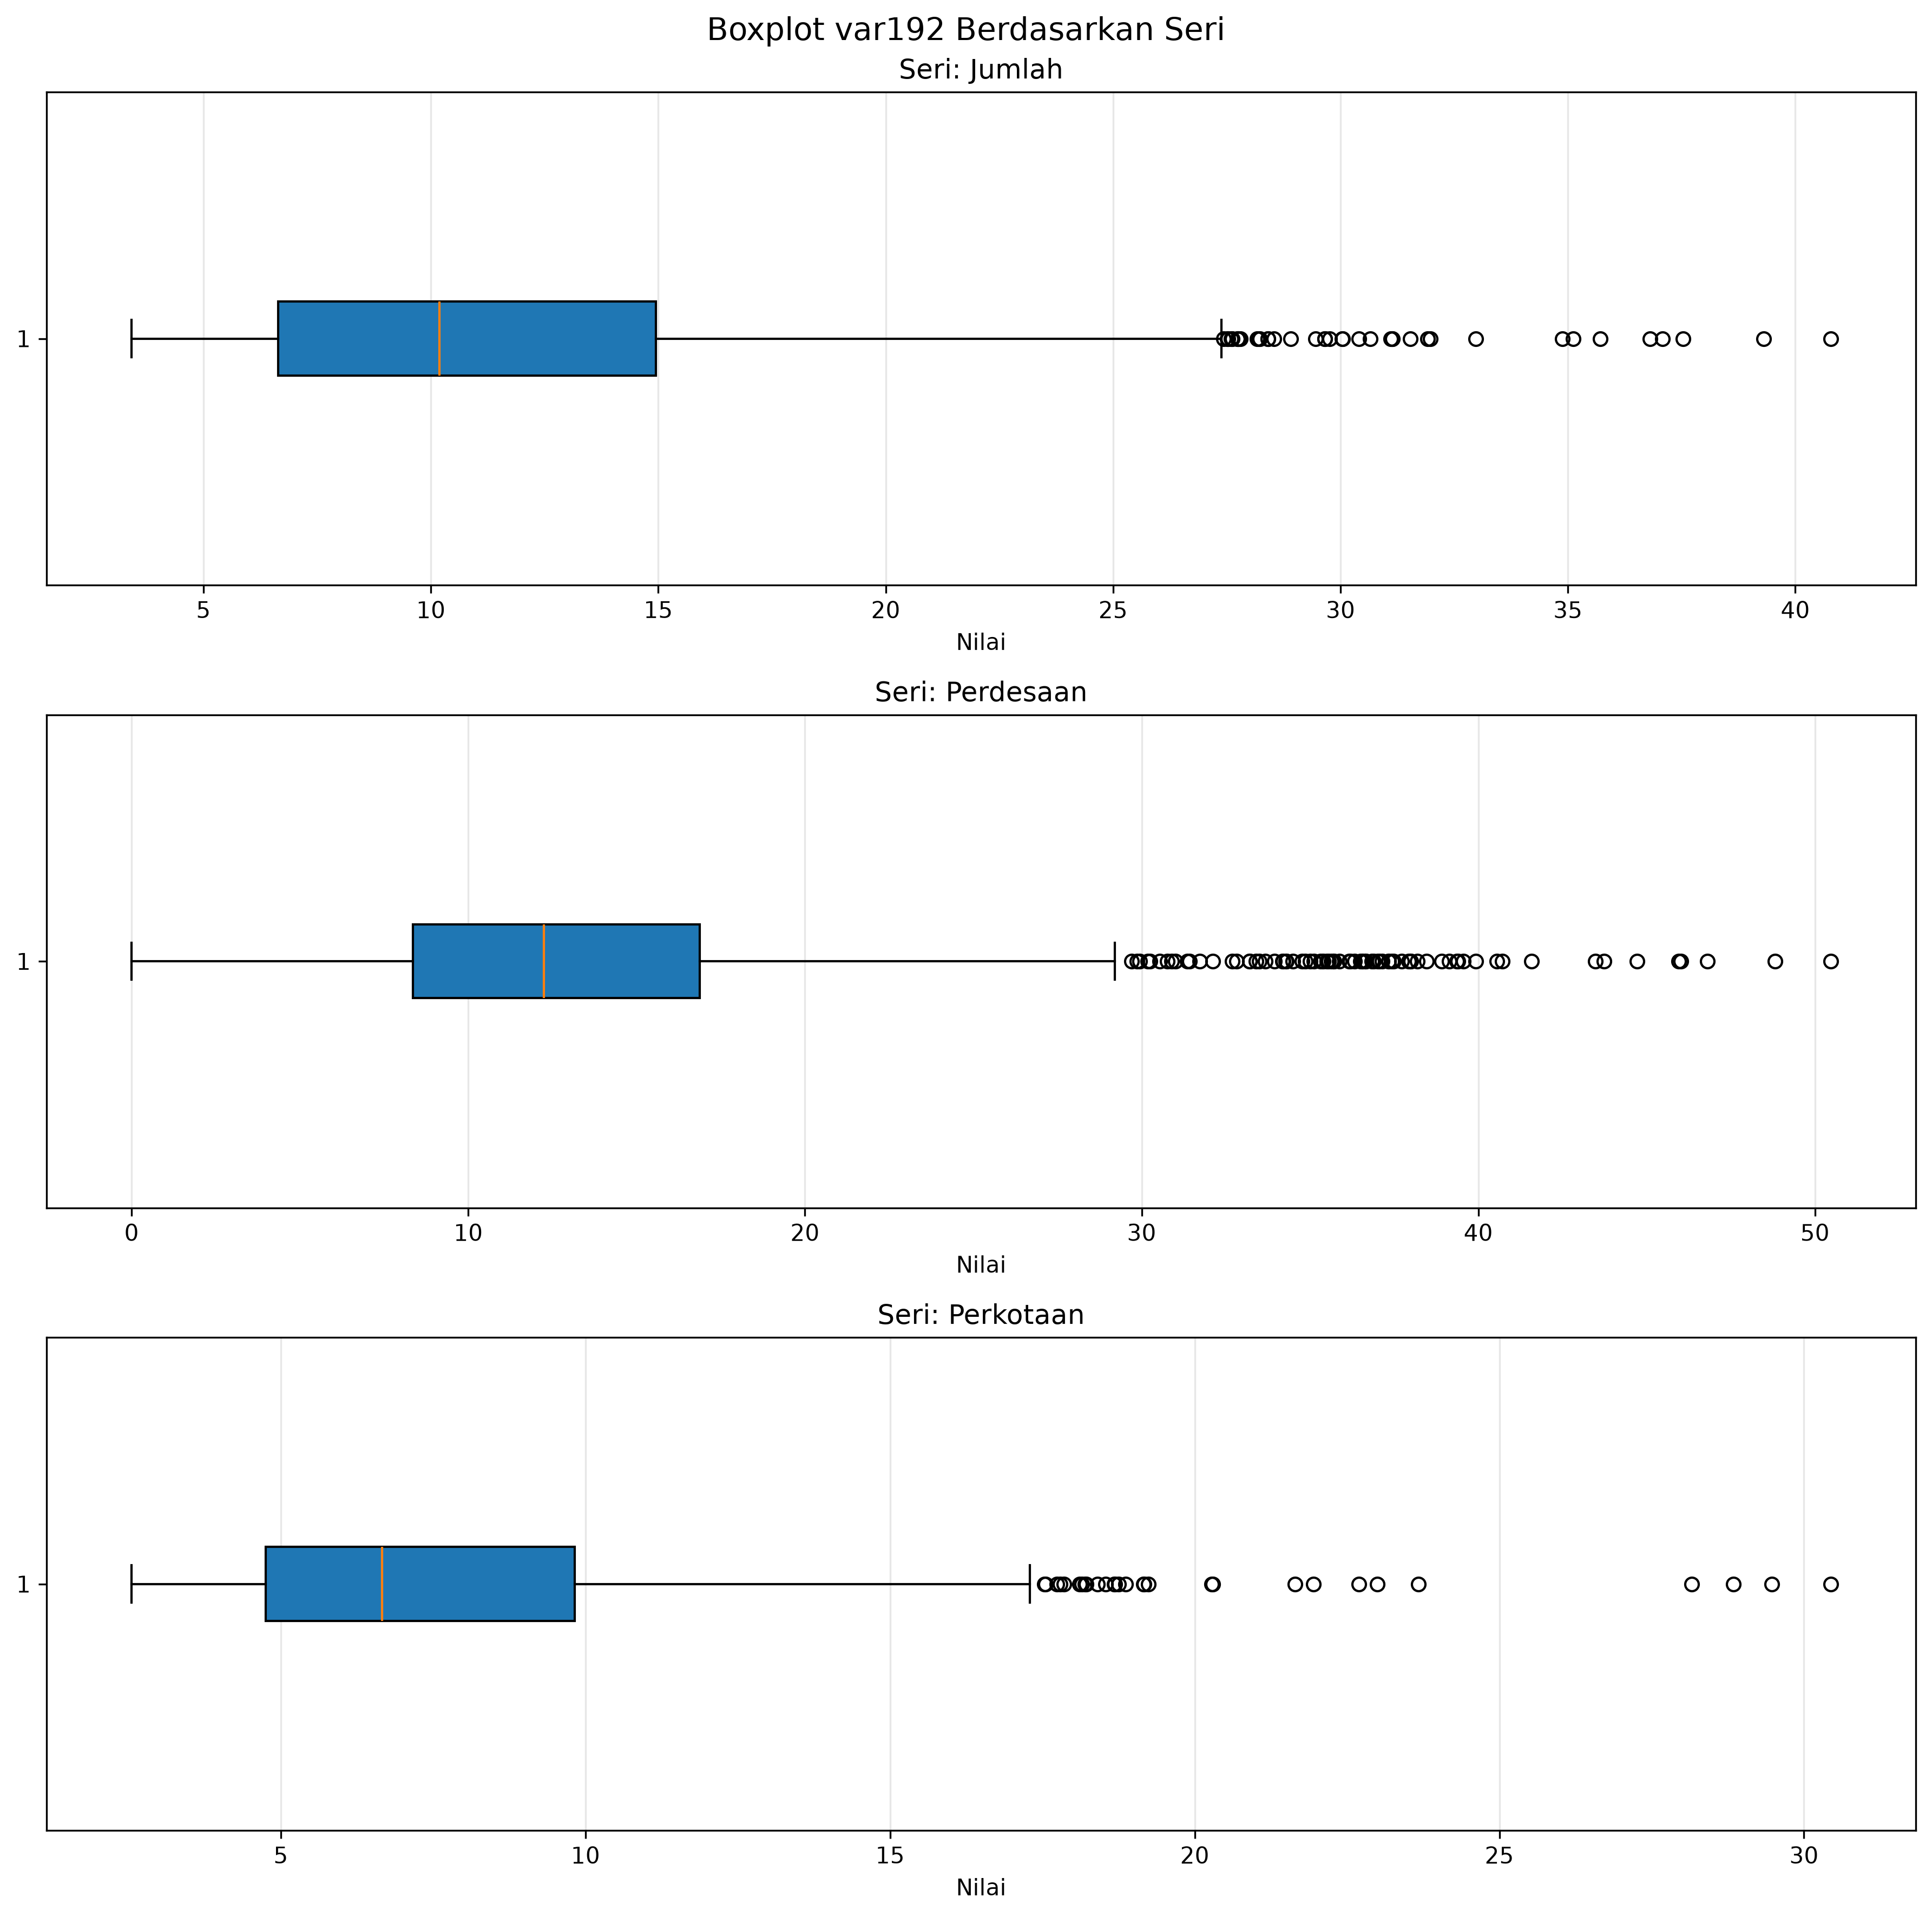 Boxplot var192 Berdasarkan Seri
Seri: Jumlah
1
5 10 15 20 25 30 35 40
Nilai
Seri: Perdesaan
1
0 10 20 30 40 50
Nilai
Seri: Perkotaan
1
5 10 15 20 25 30
Nilai